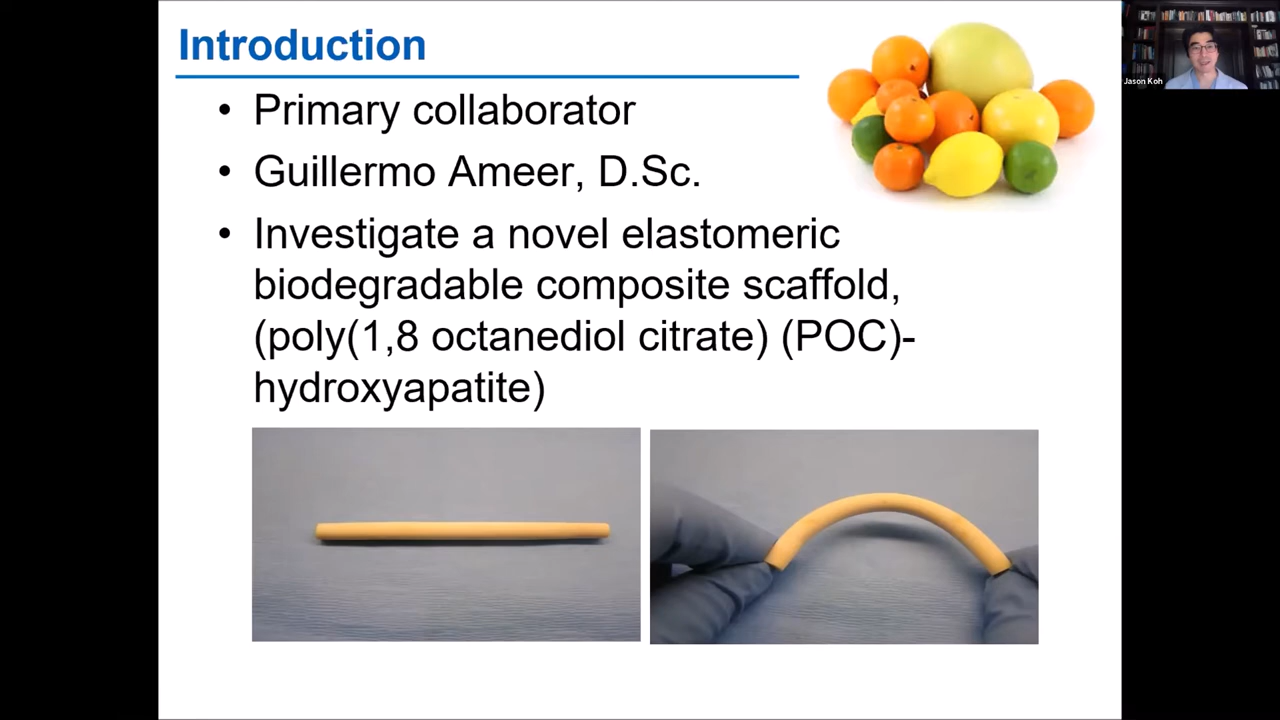 Introduction
• Primary collaborator
• Guillermo Ameer, D.Sc.
• Investigate a novel elastomeric
biodegradable composite scaffold,
(poly(1,8 octanediol citrate) (POC)-
hydroxyapatite)
Jason Koh